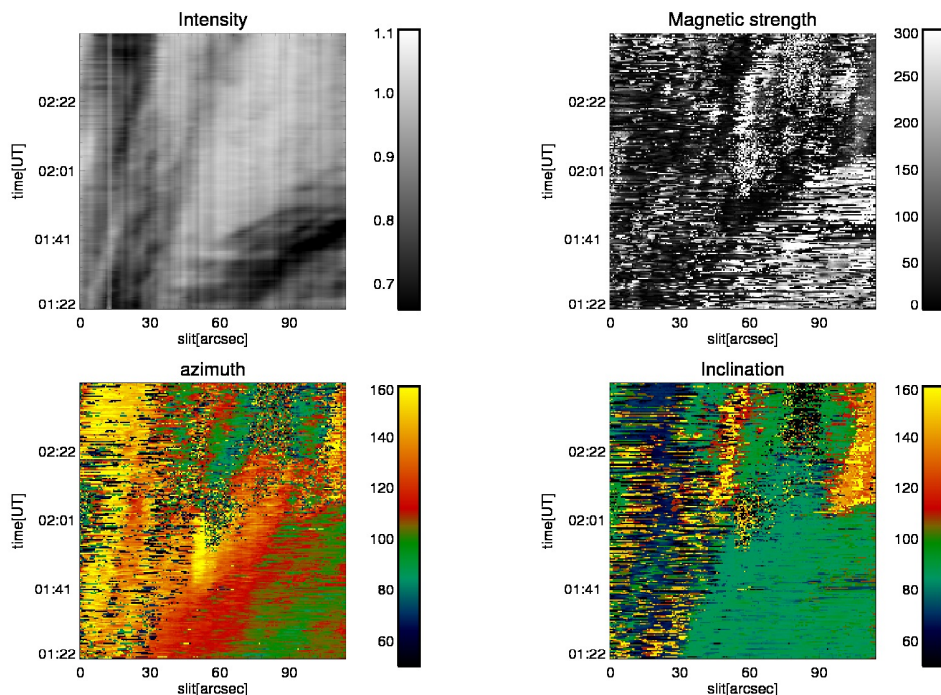 Intensity
1.1
1.0
0.9
0.8
0.7
time[UT]
02:22
02:01
01:41
01:22
0 30 60 90
slit[arcsec]
Magnetic strength
300
250
200
150
100
50
0
time[UT]
02:22
02:01
01:41
01:22
0 30 60 90
slit[arcsec]
azimuth
160
140
120
100
80
60
time[UT]
02:22
02:01
01:41
01:22
0 30 60 90
slit[arcsec]
Inclination
160
140
120
100
80
60
time[UT]
02:22
02:01
01:41
01:22
0 30 60 90
slit[arcsec]